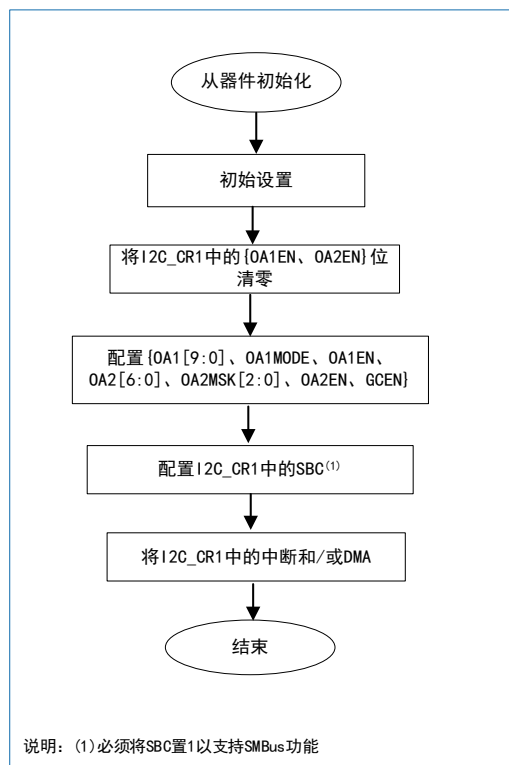 从器件初始化
初始设置
将I2C_CR1中的{OA1EN、OA2EN}位
清零
配置{OA1[9:0]、OA1MODE、OA1EN、
OA2[6:0]、OA2MSK[2:0]、OA2EN、GCEN}
配置I2C_CR1中的SBC⁽¹⁾
将I2C_CR1中的中断和/或DMA
结束
说明：(1)必须将SBC置1以支持SMBus功能